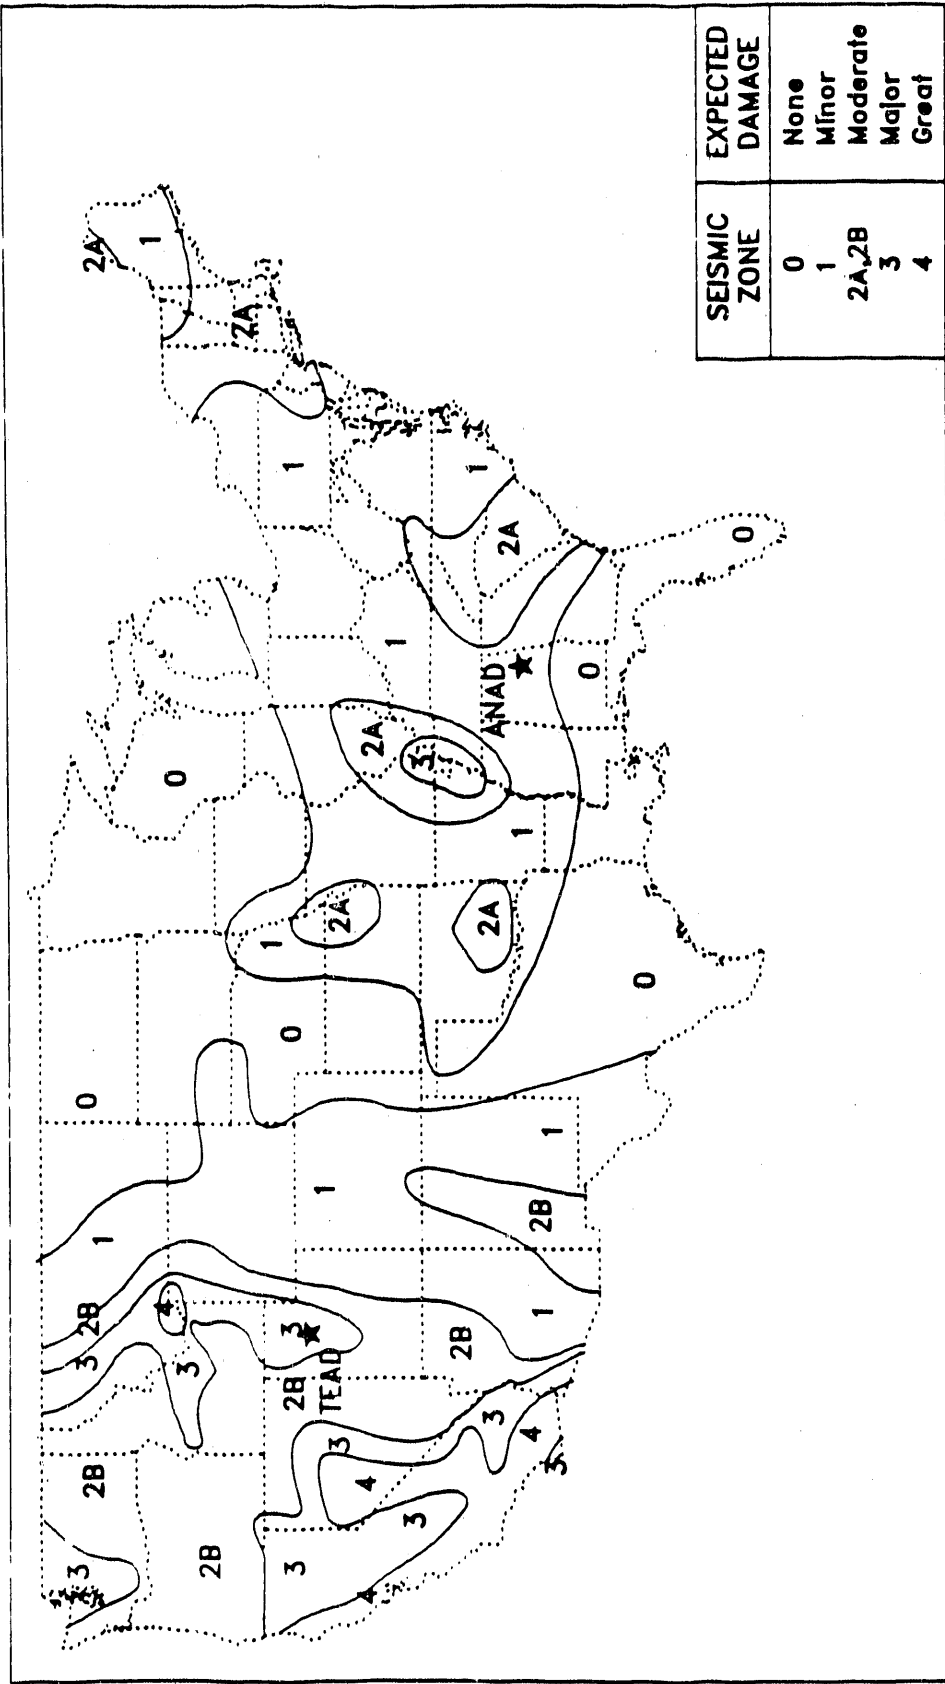 3 2B 3 2B 1 0 2A
4 0 1
2B 3 2A
1
3 2B 3 0 1
TEAD 1 2A
3
4 4 2A 1
3 3
2B
3 2A ANAD 1
4 1 2B 1 2A
3 1
0
0
0
SEISMIC ZONE EXPECTED DAMAGE
0 None
1 Minor
2A,2B Moderate
3 Major
4 Great